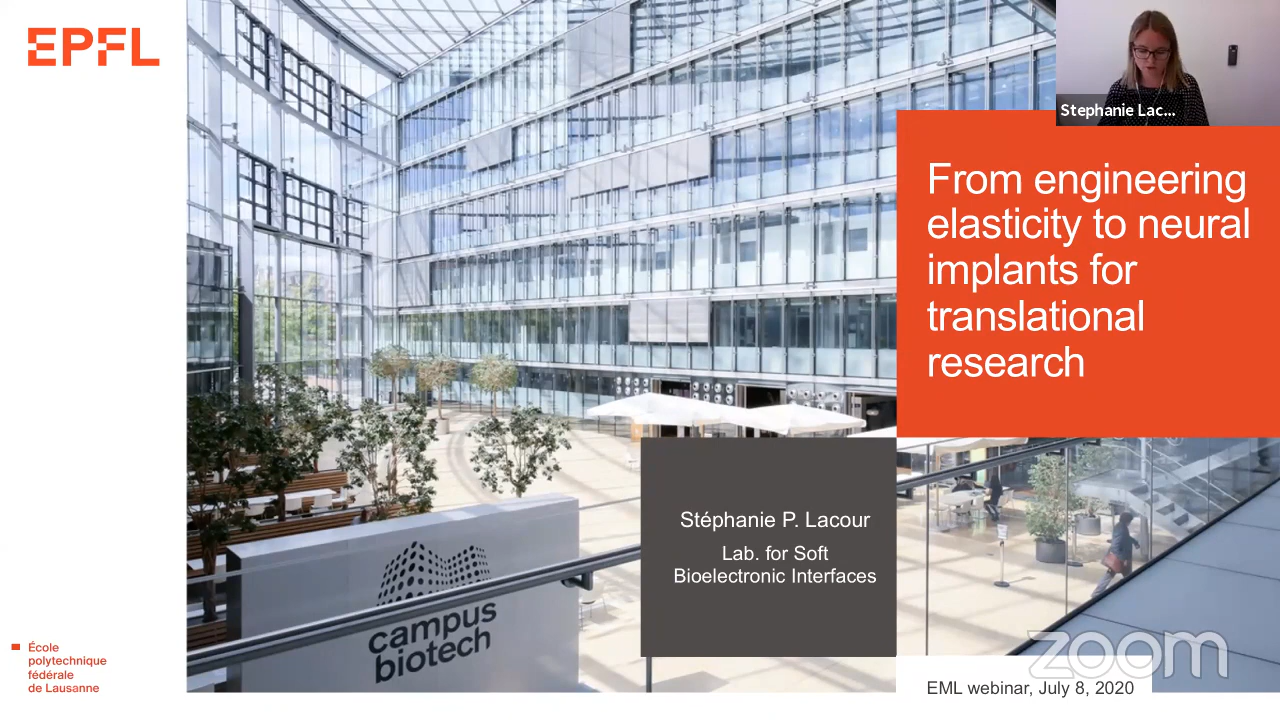 EPFL
Stephanie Lac...
From engineering
elasticity to neural
implants for
translational
research
Stéphanie P. Lacour
Lab. for Soft
Bioelectronic Interfaces
campus
biotech
École
polytechnique
fédérale
de Lausanne
zoom
EML webinar, July 8, 2020